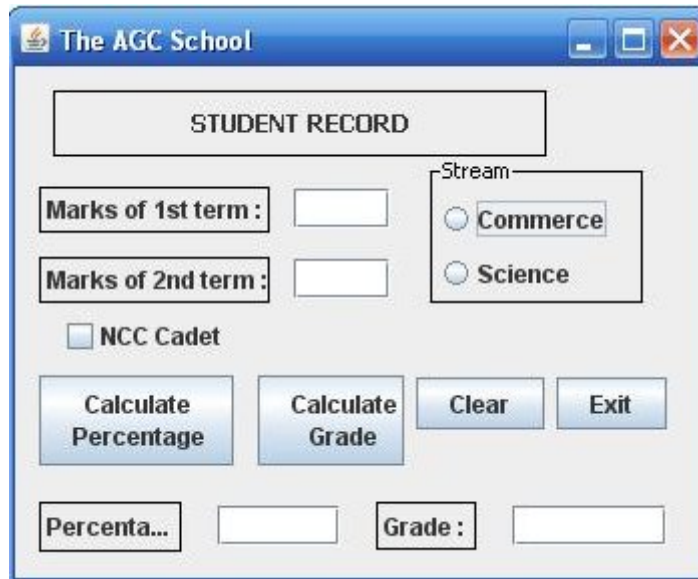 The AGC School
STUDENT RECORD
Stream
Marks of 1st term :
Commerce
Marks of 2nd term :
Science
NCC Cadet
Calculate
Percentage
Calculate
Grade
Clear
Exit
Percenta...
Grade :